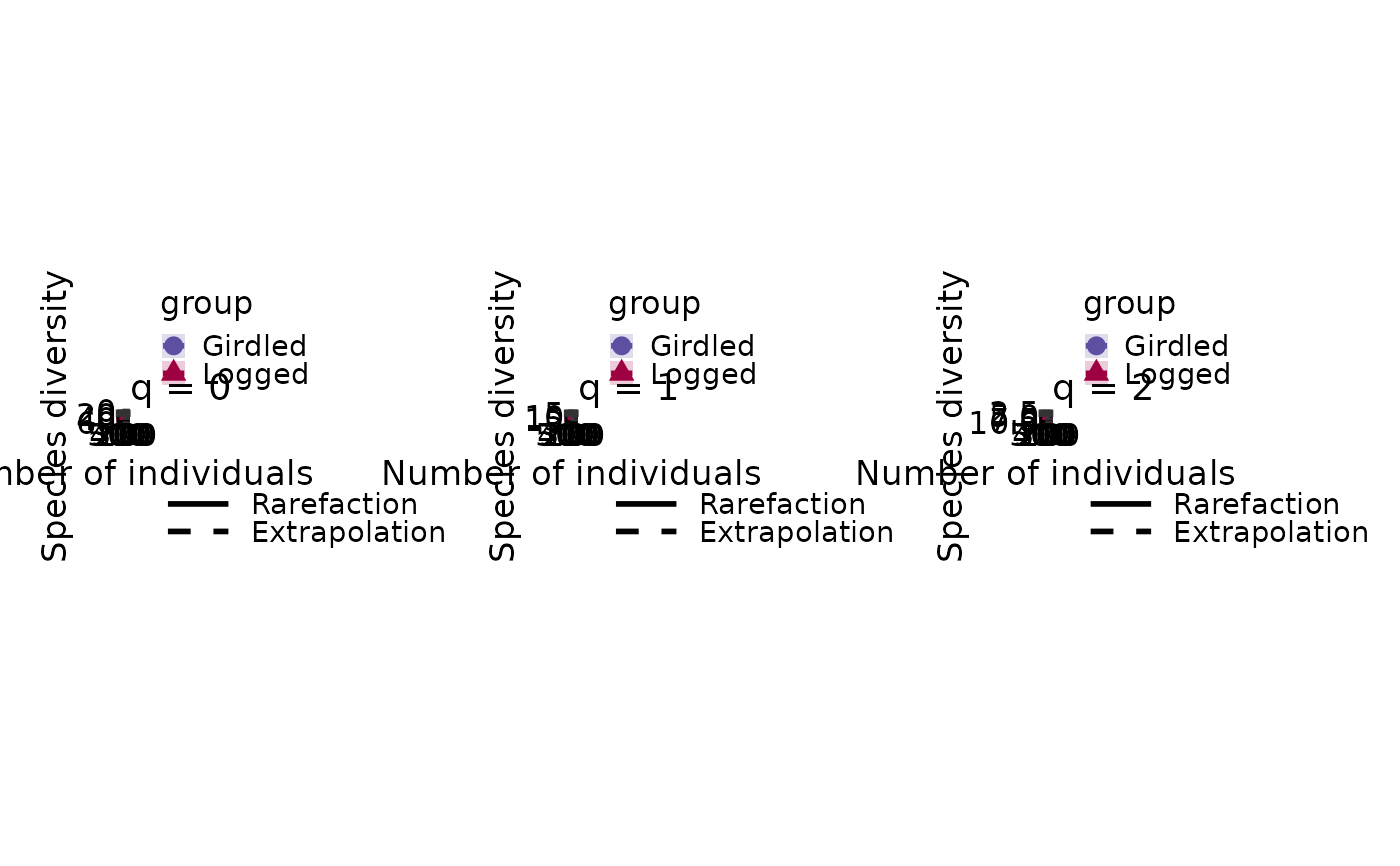 Species diversity
group
Girdled
Logged
q = 0
mber of individuals
Rarefaction
Extrapolation
Species diversity
group
Girdled
Logged
q = 1
Number of individuals
Rarefaction
Extrapolation
Species diversity
group
Girdled
Logged
q = 2
Number of individuals
Rarefaction
Extrapolation